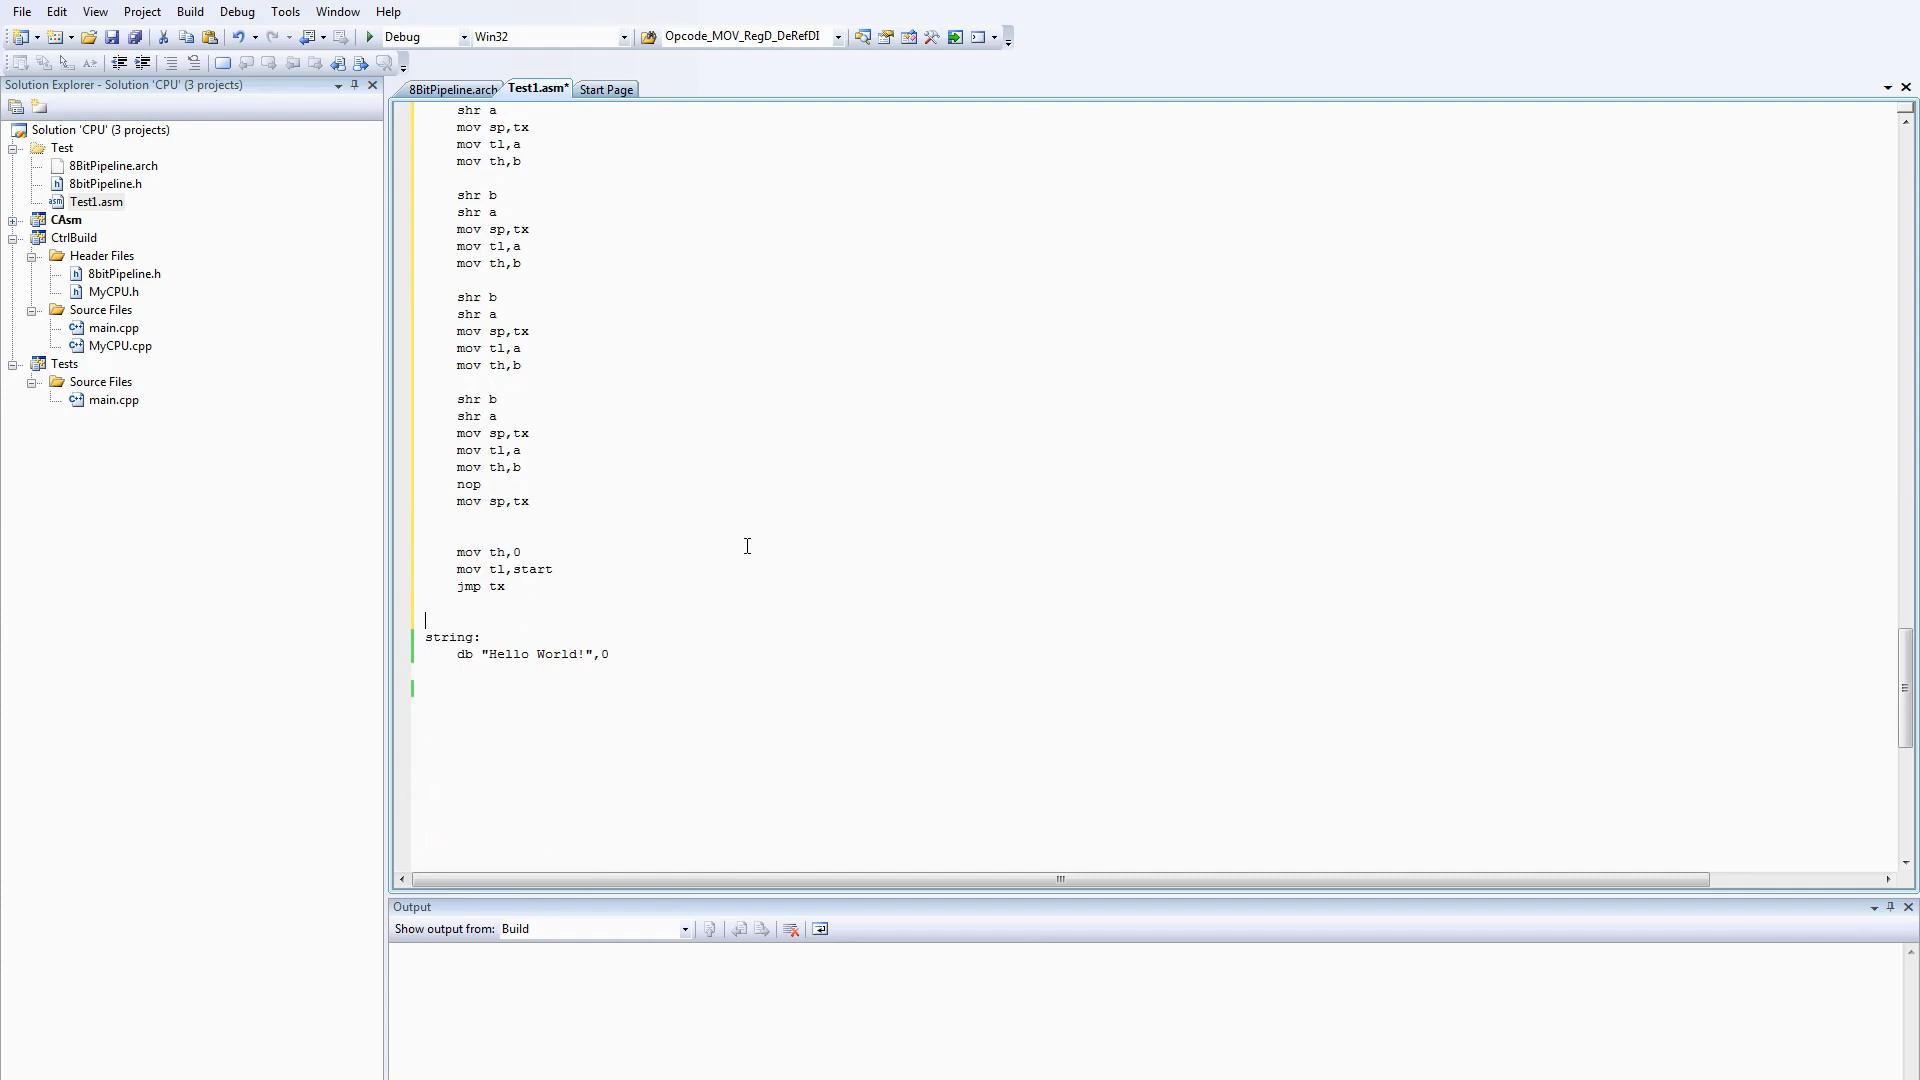 File Edit View Project Build Debug Tools Window Help
Debug Win32 Opcode_MOV_RegD_DeRefDI
Solution Explorer - Solution 'CPU' (3 projects)
Solution 'CPU' (3 projects)
Test
8BitPipeline.arch
8bitPipeline.h
asm Test1.asm
CAsm
CtrlBuild
Header Files
8bitPipeline.h
MyCPU.h
Source Files
main.cpp
MyCPU.cpp
Tests
Source Files
main.cpp
8BitPipeline.arch Test1.asm* Start Page
shr a
mov sp,tx
mov tl,a
mov th,b
shr b
shr a
mov sp,tx
mov tl,a
mov th,b
shr b
shr a
mov sp,tx
mov tl,a
mov th,b
shr b
shr a
mov sp,tx
mov tl,a
mov th,b
nop
mov sp,tx
mov th,0
mov tl,start
jmp tx
string:
db "Hello World!",0
Output
Show output from: Build